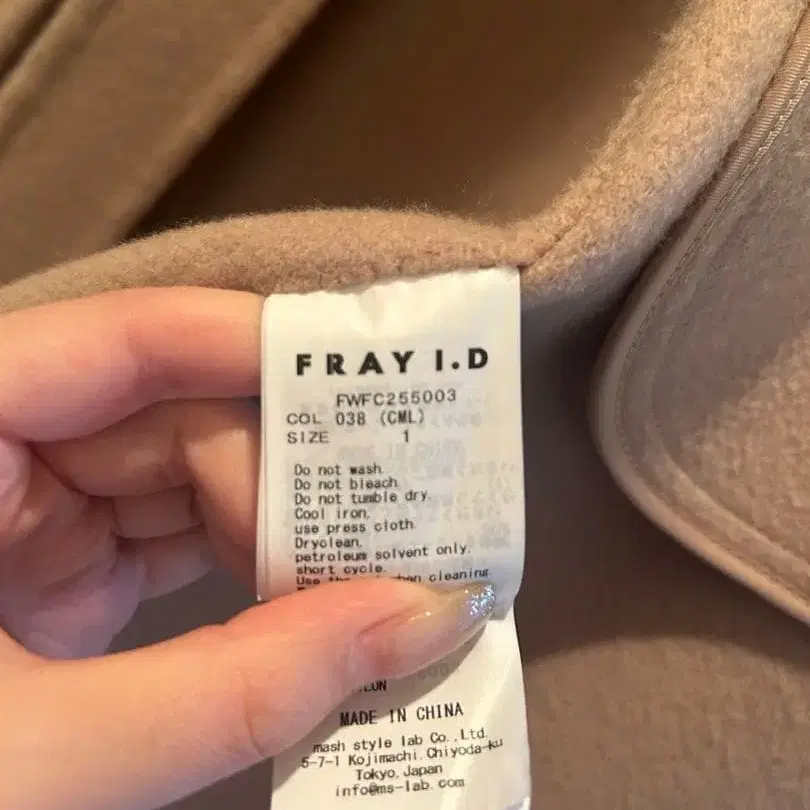 FRAY I.D
FWFC255003
COL 038 (CML)
SIZE 1
Do not wash.
Do not bleach.
Do not tumble dry.
Cool iron.
use press cloth.
Dryclean.
petroleum solvent only.
short cycle.
Use cleaning
MADE IN CHINA
mash style lab Co.,Ltd.
5-7-1 Kojimachi.Chiyoda-ku
Tokyo,Japan
info@ms-lab.com